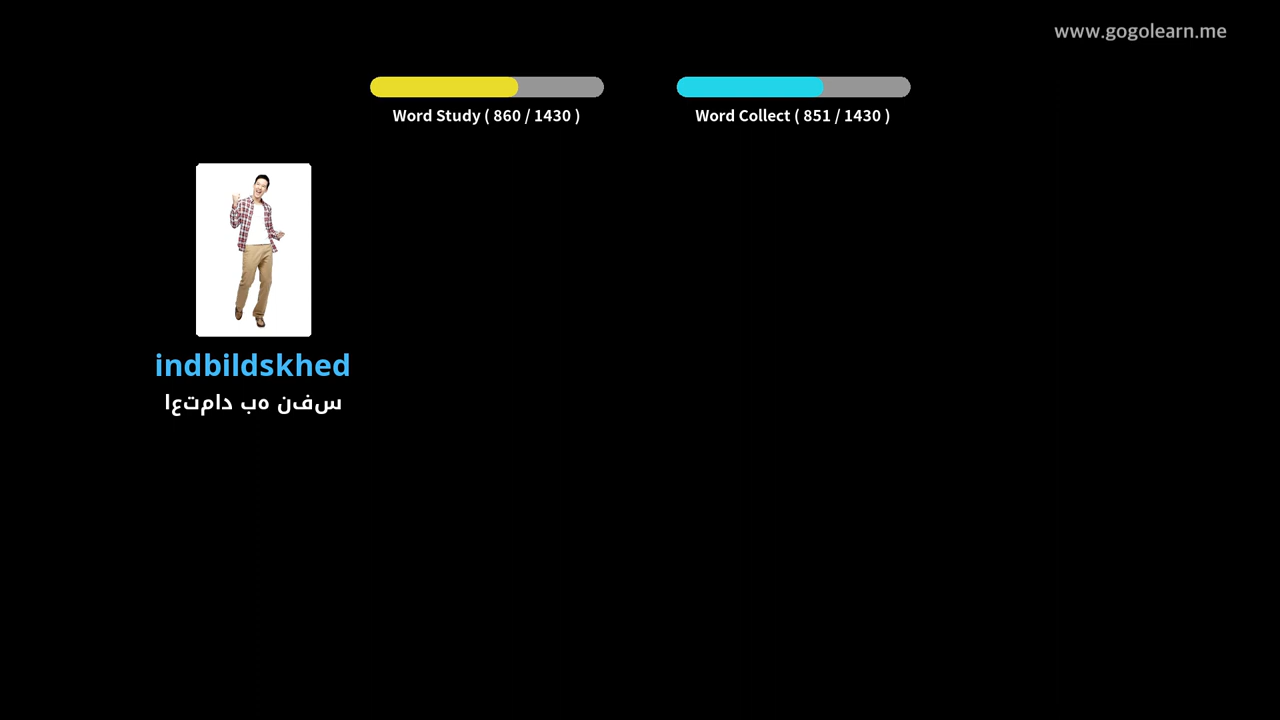 www.gogolearn.me
Word Study ( 860 / 1430 )
Word Collect ( 851 / 1430 )
indbildskhed
اعتماد به نفس